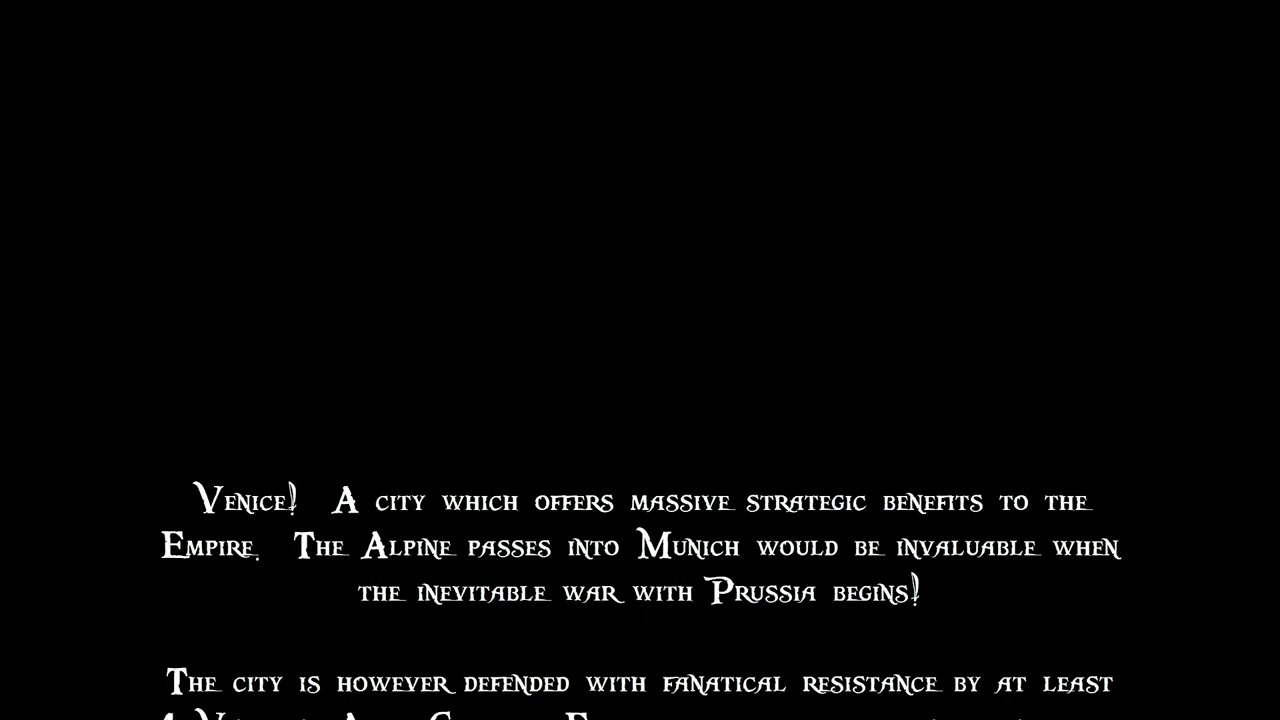 Venice!  A city which offers massive strategic benefits to the
Empire.  The Alpine passes into Munich would be invaluable when
the inevitable war with Prussia begins!
The city is however defended with fanatical resistance by at least